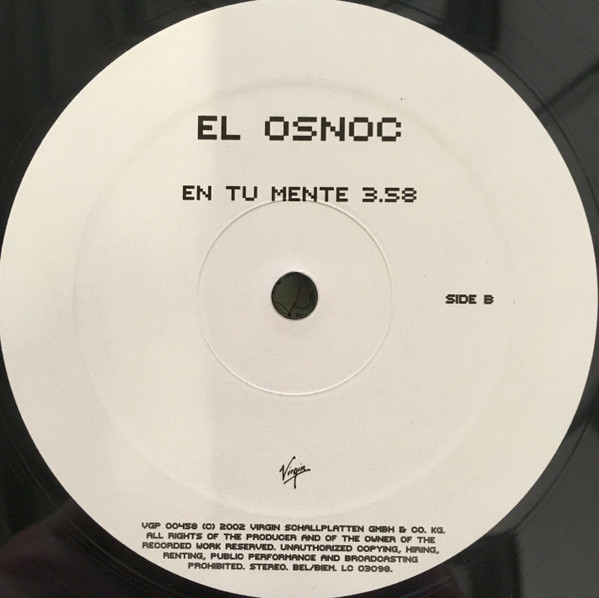 EL OSNOC
EN TU MENTE 3.58
SIDE B
Virgin
VGP 00458 (C) 2002 VIRGIN SCHALLPLATTEN GMBH & CO. KG.
ALL RIGHTS OF THE PRODUCER AND OF THE OWNER OF THE
RECORDED WORK RESERVED. UNAUTHORIZED COPYING, HIRING,
RENTING, PUBLIC PERFORMANCE AND BROADCASTING
PROHIBITED. STEREO. BEL/BIEM. LC 03098.